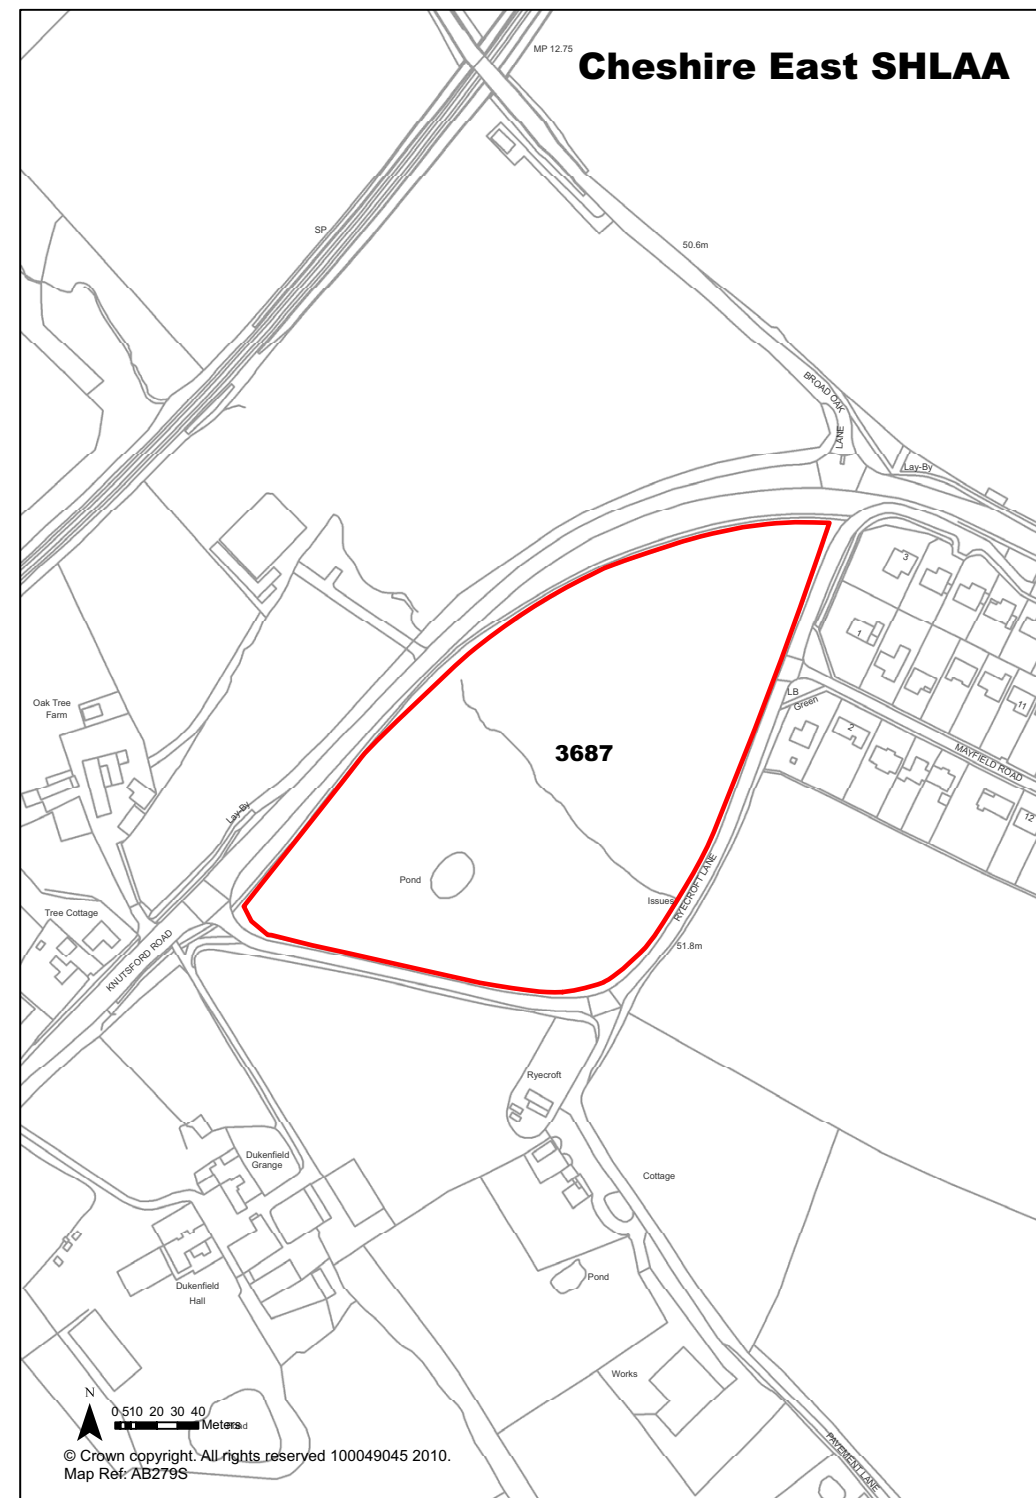 MP 12.75
Cheshire East SHLAA
SP
50.6m
BROAD OAK
LANE
Lay-By
3
1
11
LB
Green
2
MAYFIELD ROAD
12
3687
Oak Tree
Farm
Lay-By
Pond
Issues
RYECROFT LANE
51.8m
Tree Cottage
KNUTSFORD ROAD
Ryecroft
Dukenfield
Grange
Cottage
Dukenfield
Hall
Pond
Works
PAVEMENT LANE
N
0 510 20 30 40
Meters
Pond
© Crown copyright. All rights reserved 100049045 2010.
Map Ref: AB279S